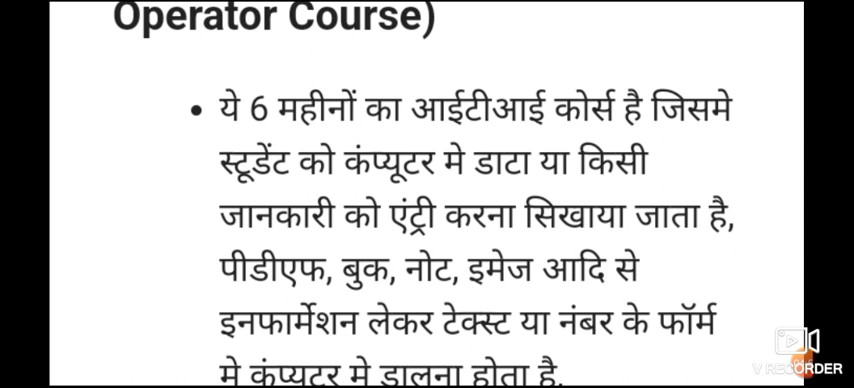 Operator Course)
• ये 6 महीनों का आईटीआई कोर्स है जिसमे
स्टूडेंट को कंप्यूटर मे डाटा या किसी
जानकारी को एंट्री करना सिखाया जाता है,
पीडीएफ, बुक, नोट, इमेज आदि से
इनफार्मेशन लेकर टेक्स्ट या नंबर के फॉर्म
मे कंप्यूटर मे डालना होता है.
V RECORDER